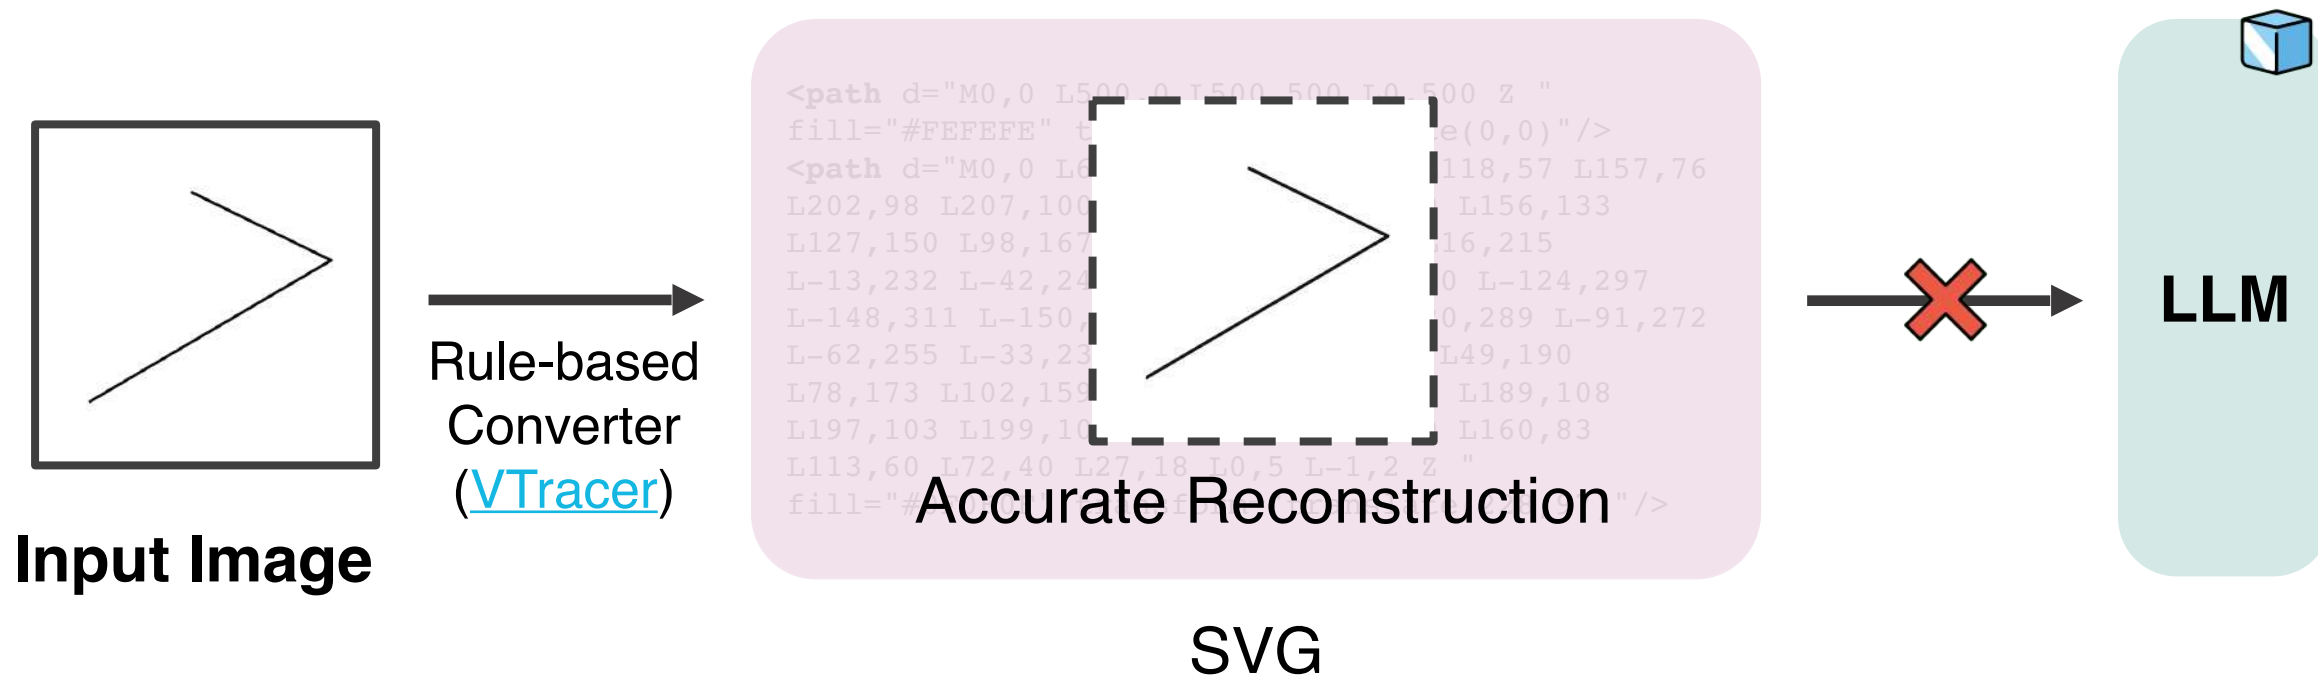 Input Image
Rule-based
Converter
(VTracer)
<path d="M0,0 L500,0 L500,500 L0,500 Z "
fill="#FEFEFE" t e(0,0)"/>
<path d="M0,0 L6 118,57 L157,76
L202,98 L207,100 L156,133
L127,150 L98,167 16,215
L-13,232 L-42,24 0 L-124,297
L-148,311 L-150, 0,289 L-91,272
L-62,255 L-33,23 L49,190
L78,173 L102,159 L189,108
L197,103 L199,10 L160,83
L113,60 L72,40 L27,18 L0,5 L-1,2 Z "
fill="# "/>
Accurate Reconstruction
SVG
LLM